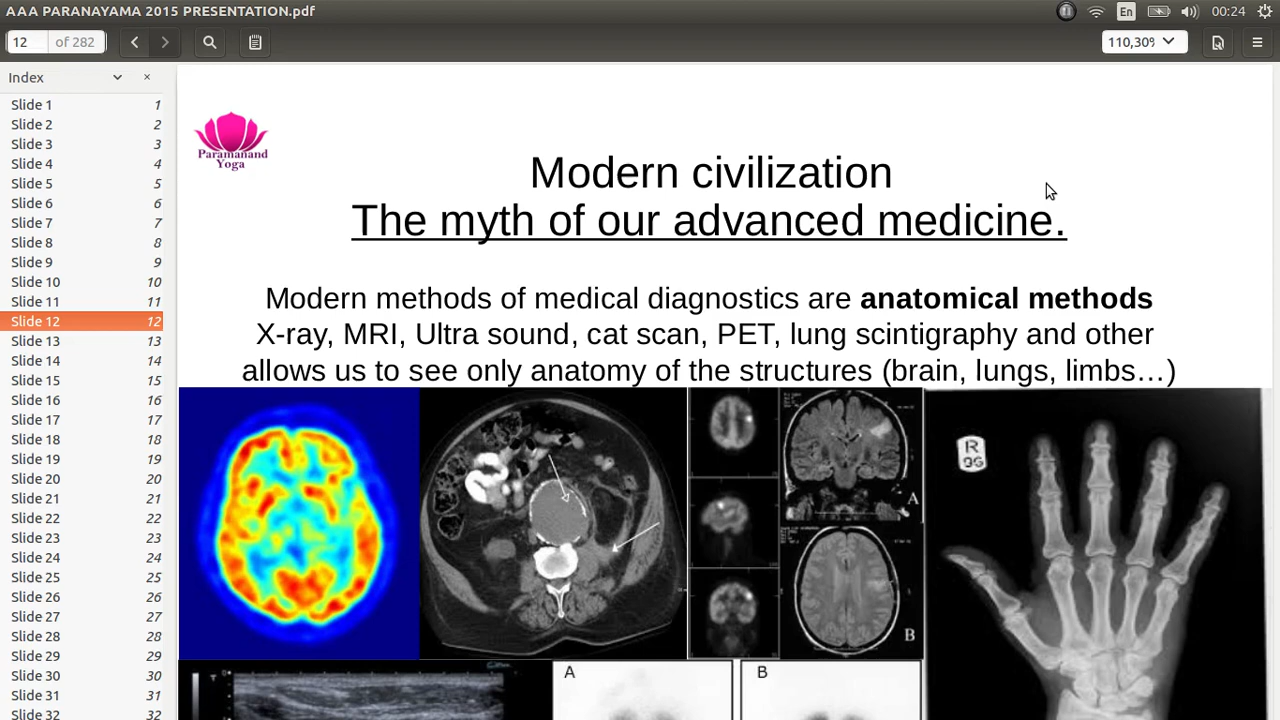 AAA PARANAYAMA 2015 PRESENTATION.pdf
En
00:24
12
of 282
110,30%
Index
Slide 1 1
Slide 2 2
Slide 3 3
Slide 4 4
Slide 5 5
Slide 6 6
Slide 7 7
Slide 8 8
Slide 9 9
Slide 10 10
Slide 11 11
Slide 12 12
Slide 13 13
Slide 14 14
Slide 15 15
Slide 16 16
Slide 17 17
Slide 18 18
Slide 19 19
Slide 20 20
Slide 21 21
Slide 22 22
Slide 23 23
Slide 24 24
Slide 25 25
Slide 26 26
Slide 27 27
Slide 28 28
Slide 29 29
Slide 30 30
Slide 31 31
Slide 32 32
Paramanand
Yoga
Modern civilization
The myth of our advanced medicine.
Modern methods of medical diagnostics are anatomical methods
X-ray, MRI, Ultra sound, cat scan, PET, lung scintigraphy and other
allows us to see only anatomy of the structures (brain, lungs, limbs…)
A
B
R
A
B